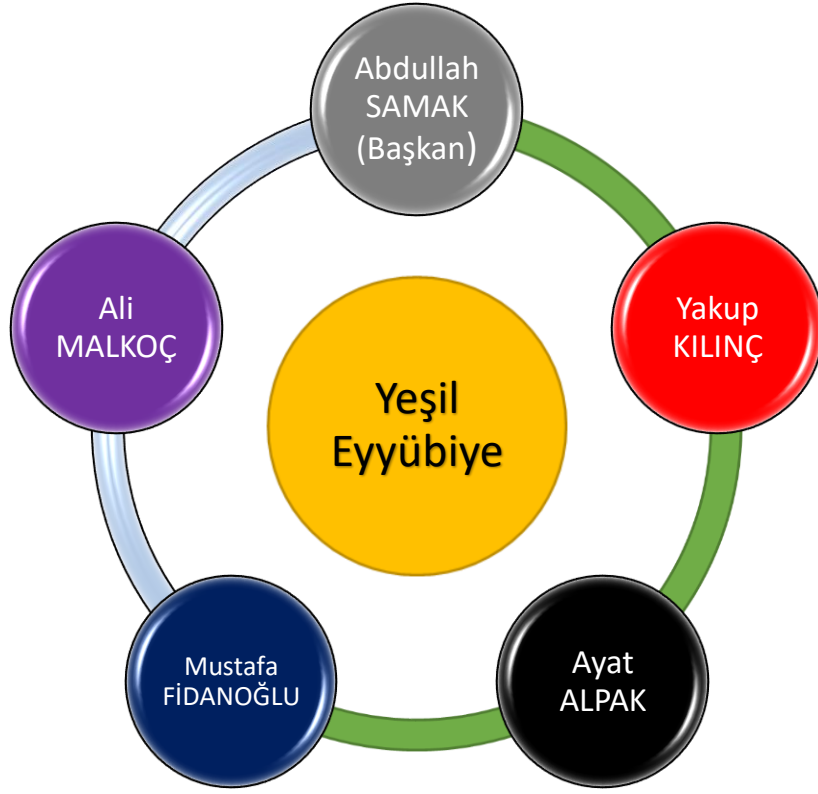 Abdullah
SAMAK
(Başkan)
Yakup
KILINÇ
Ayat
ALPAK
Mustafa
FİDANOĞLU
Ali
MALKOÇ
Yeşil
Eyyübiye